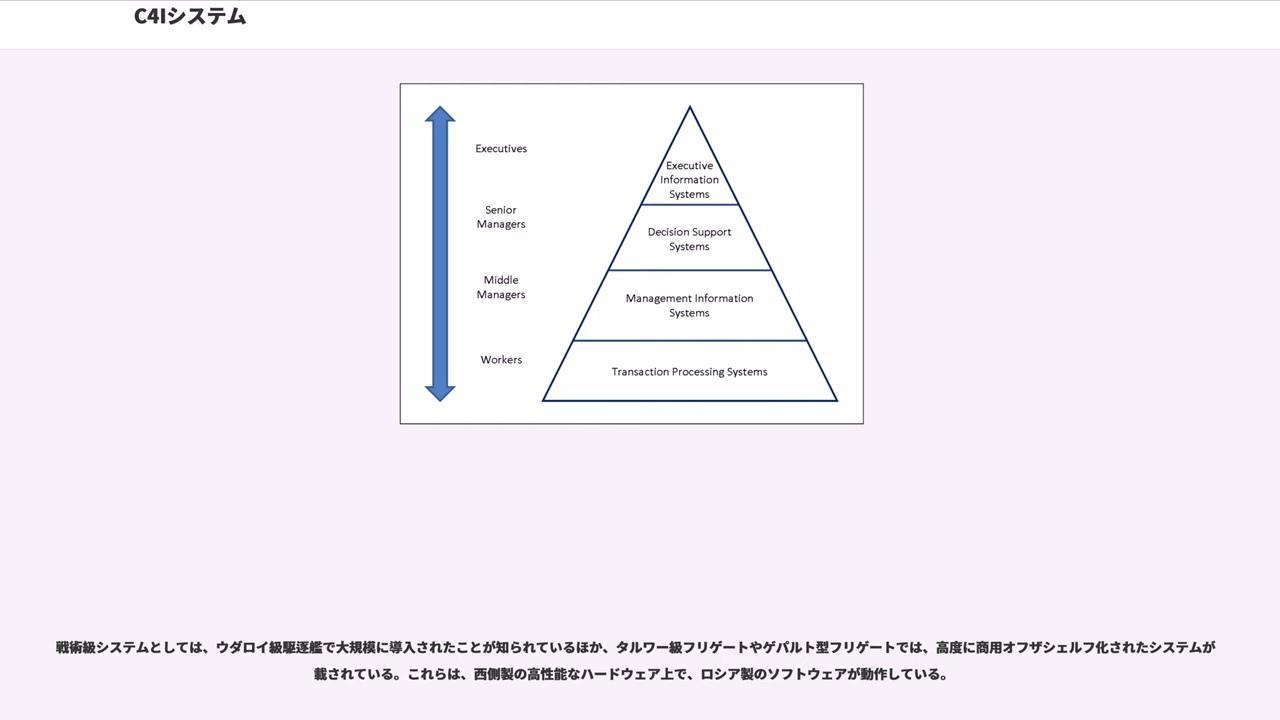 C4Iシステム
Executives
Senior
Managers
Middle
Managers
Workers
Executive
Information
Systems
Decision Support
Systems
Management Information
Systems
Transaction Processing Systems
戦術級システムとしては、ウダロイ級駆逐艦で大規模に導入されたことが知られているほか、タルワー級フリゲートやゲパルト型フリゲートでは、高度に商用オフザシェルフ化されたシステムが
載されている。これらは、西側製の高性能なハードウェア上で、ロシア製のソフトウェアが動作している。